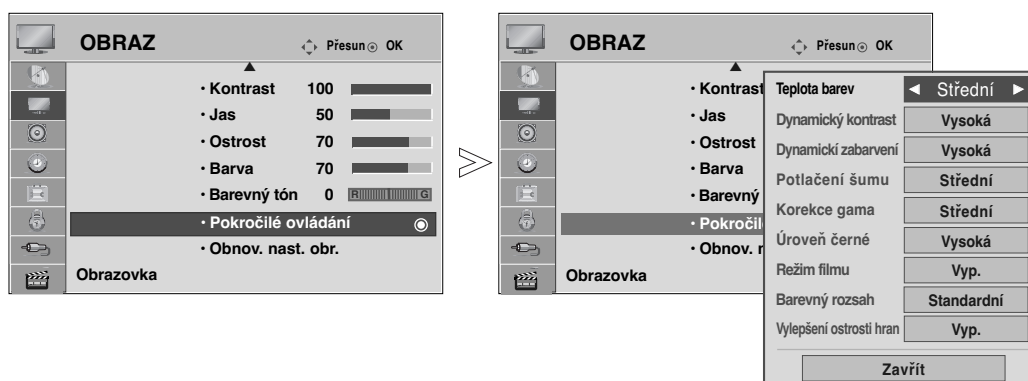 OBRAZ
Přesun OK
• Kontrast 100
• Jas 50
• Ostrost 70
• Barva 70
• Barevný tón 0 R G
• Pokročilé ovládání
• Obnov. nast. obr.
Obrazovka
OBRAZ
Přesun OK
• Kontrast
• Jas
• Ostrost
• Barva
• Barevný
• Pokročil
• Obnov. n
Obrazovka
Teplota barev ◄ Střední ►
Dynamický kontrast Vysoká
Dynamickí zabarvení Vysoká
Potlačení šumu Střední
Korekce gama Střední
Úroveň černé Vysoká
Režim filmu Vyp.
Barevný rozsah Standardní
Vylepšení ostrosti hran Vyp.
Zavřít